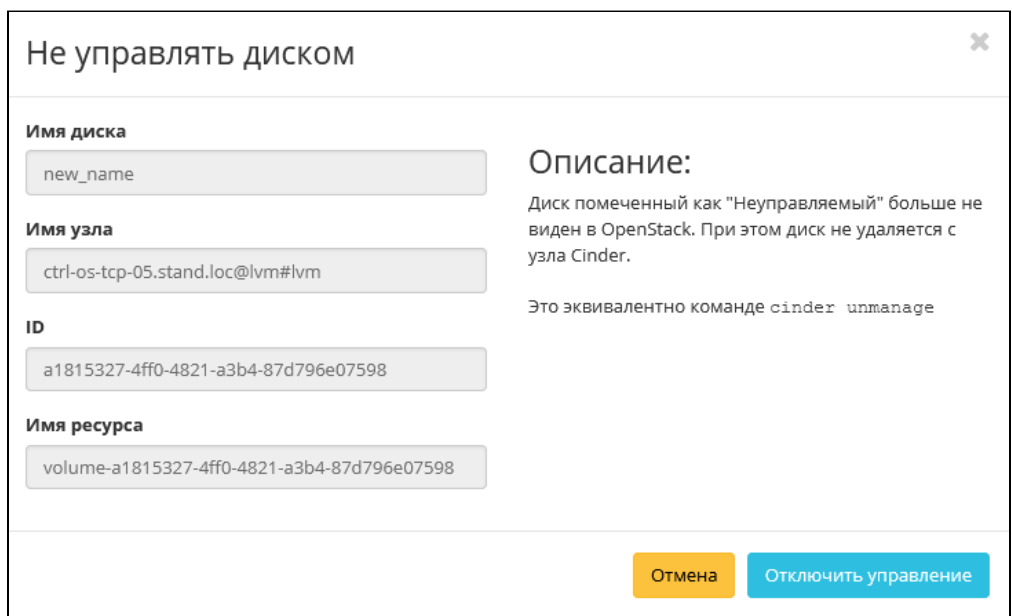 Не управлять диском
Имя диска
new_name
Имя узла
ctrl-os-tcp-05.stand.loc@lvm#lvm
ID
a1815327-4ff0-4821-a3b4-87d796e07598
Имя ресурса
volume-a1815327-4ff0-4821-a3b4-87d796e07598
Описание:
Диск помеченный как "Неуправляемый" больше не
виден в OpenStack. При этом диск не удаляется с
узла Cinder.
Это эквивалентно команде cinder unmanage
Отмена
Отключить управление